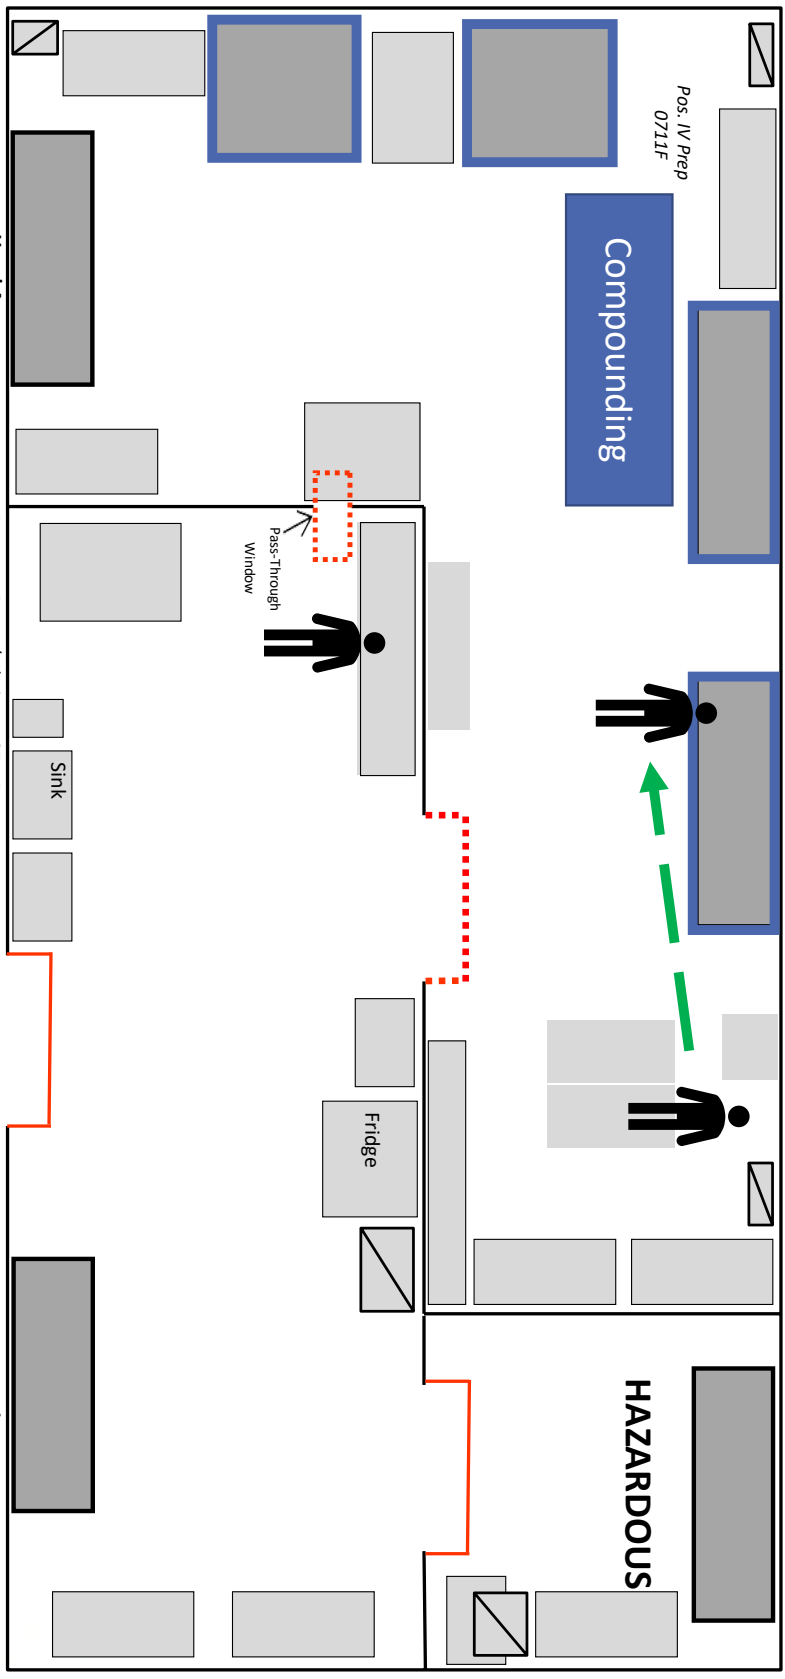 Pos. IV Prep
0711F
Compounding
Pass-Through
Window
Sink
Fridge
HAZARDOUS